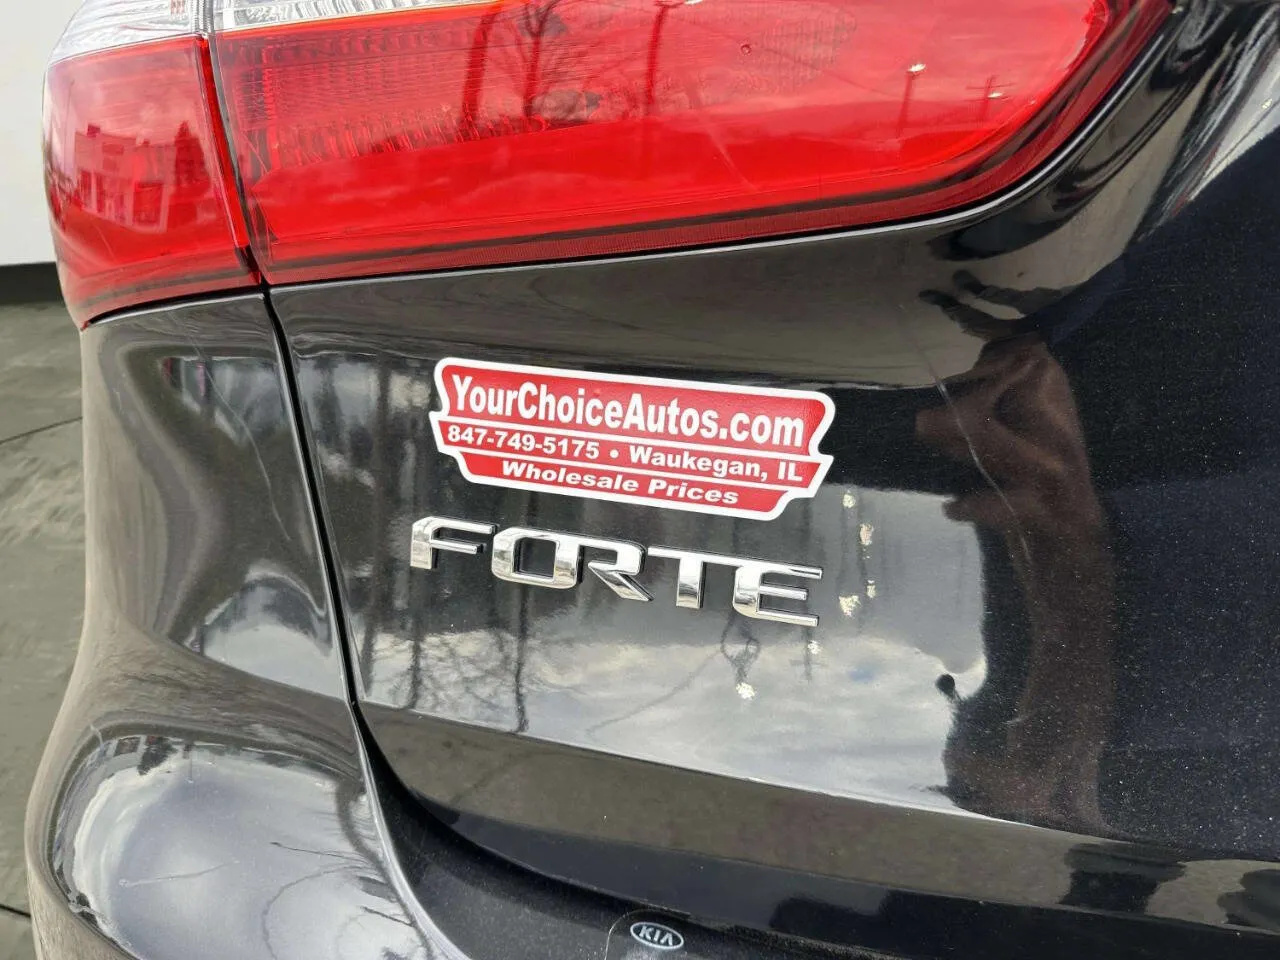 YourChoiceAutos.com
847-749-5175 • Waukegan, IL
Wholesale Prices
FORTE
KIA